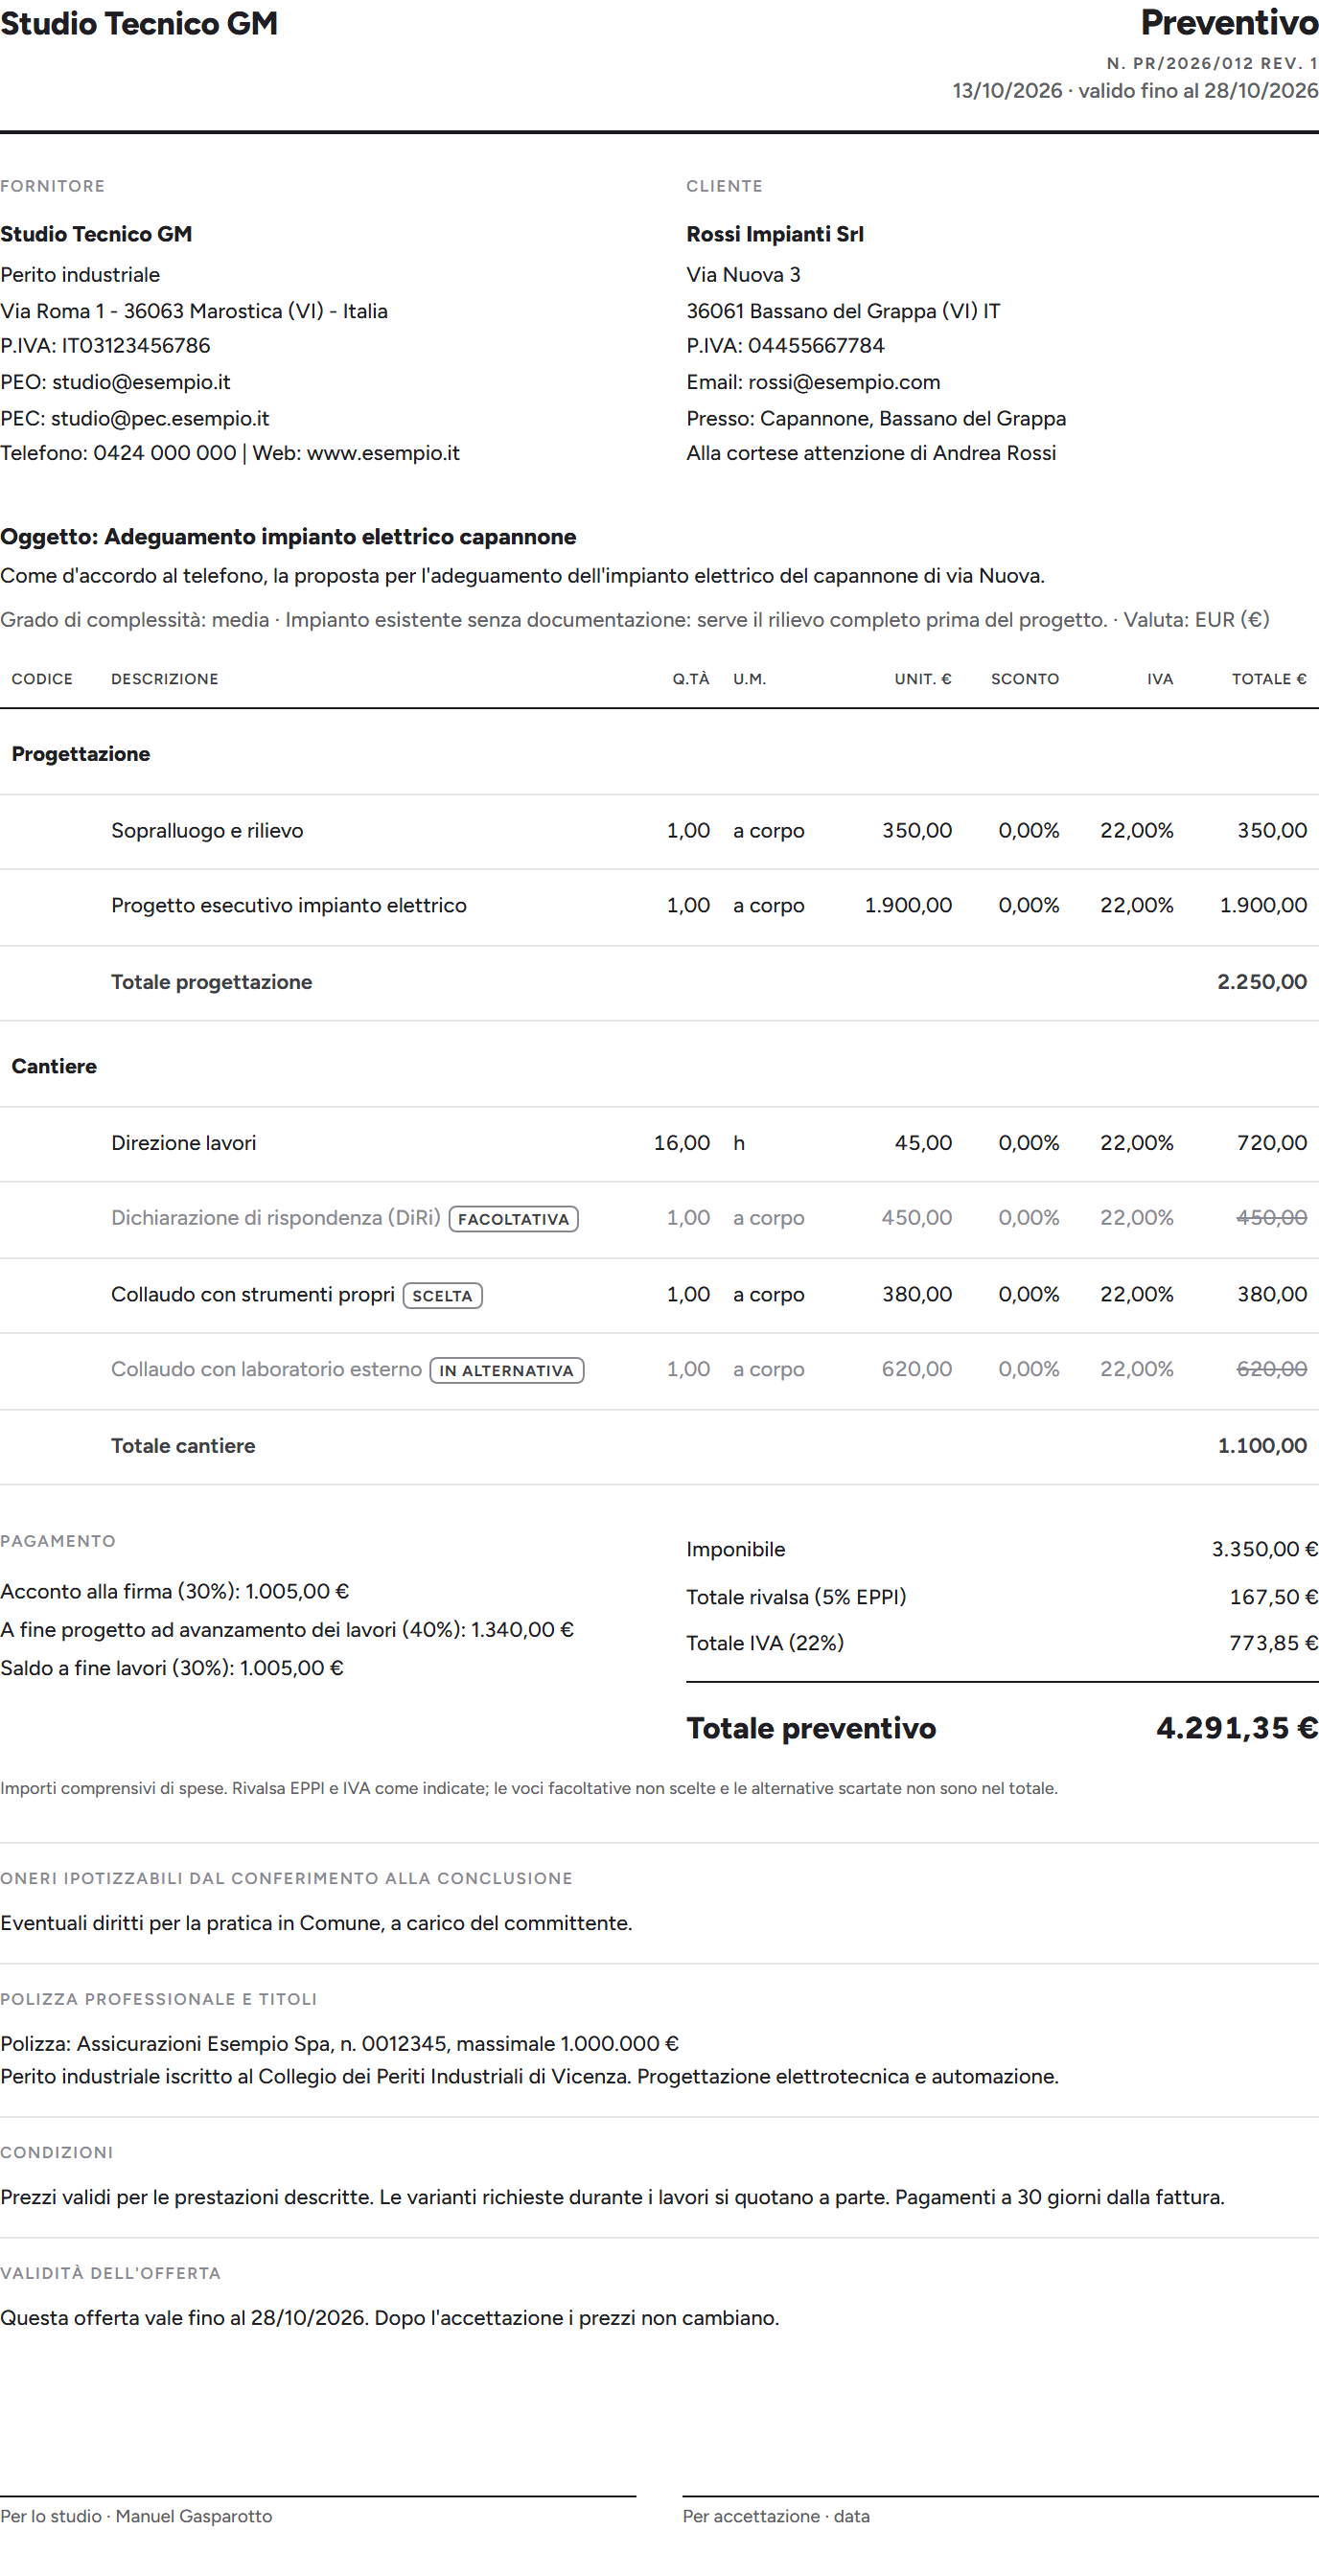 Studio Tecnico GM
Preventivo
N. PR/2026/012 REV. 1
13/10/2026 · valido fino al 28/10/2026
FORNITORE
Studio Tecnico GM
Perito industriale
Via Roma 1 - 36063 Marostica (VI) - Italia
P.IVA: IT03123456786
PEO: studio@esempio.it
PEC: studio@pec.esempio.it
Telefono: 0424 000 000 | Web: www.esempio.it
CLIENTE
Rossi Impianti Srl
Via Nuova 3
36061 Bassano del Grappa (VI) IT
P.IVA: 04455667784
Email: rossi@esempio.com
Presso: Capannone, Bassano del Grappa
Alla cortese attenzione di Andrea Rossi
Oggetto: Adeguamento impianto elettrico capannone
Come d'accordo al telefono, la proposta per l'adeguamento dell'impianto elettrico del capannone di via Nuova.
Grado di complessità: media · Impianto esistente senza documentazione: serve il rilievo completo prima del progetto. · Valuta: EUR (€)
CODICE DESCRIZIONE Q.TÀ U.M. UNIT. € SCONTO IVA TOTALE €
Progettazione
Sopralluogo e rilievo 1,00 a corpo 350,00 0,00% 22,00% 350,00
Progetto esecutivo impianto elettrico 1,00 a corpo 1.900,00 0,00% 22,00% 1.900,00
Totale progettazione 2.250,00
Cantiere
Direzione lavori 16,00 h 45,00 0,00% 22,00% 720,00
Dichiarazione di rispondenza (DiRi) FACOLTATIVA 1,00 a corpo 450,00 0,00% 22,00% 450,00
Collaudo con strumenti propri SCELTA 1,00 a corpo 380,00 0,00% 22,00% 380,00
Collaudo con laboratorio esterno IN ALTERNATIVA 1,00 a corpo 620,00 0,00% 22,00% 620,00
Totale cantiere 1.100,00
PAGAMENTO
Acconto alla firma (30%): 1.005,00 €
A fine progetto ad avanzamento dei lavori (40%): 1.340,00 €
Saldo a fine lavori (30%): 1.005,00 €
Imponibile 3.350,00 €
Totale rivalsa (5% EPPI) 167,50 €
Totale IVA (22%) 773,85 €
Totale preventivo 4.291,35 €
Importi comprensivi di spese. Rivalsa EPPI e IVA come indicate; le voci facoltative non scelte e le alternative scartate non sono nel totale.
ONERI IPOTIZZABILI DAL CONFERIMENTO ALLA CONCLUSIONE
Eventuali diritti per la pratica in Comune, a carico del committente.
POLIZZA PROFESSIONALE E TITOLI
Polizza: Assicurazioni Esempio Spa, n. 0012345, massimale 1.000.000 €
Perito industriale iscritto al Collegio dei Periti Industriali di Vicenza. Progettazione elettrotecnica e automazione.
CONDIZIONI
Prezzi validi per le prestazioni descritte. Le varianti richieste durante i lavori si quotano a parte. Pagamenti a 30 giorni dalla fattura.
VALIDITÀ DELL'OFFERTA
Questa offerta vale fino al 28/10/2026. Dopo l'accettazione i prezzi non cambiano.
Per lo studio · Manuel Gasparotto
Per accettazione · data